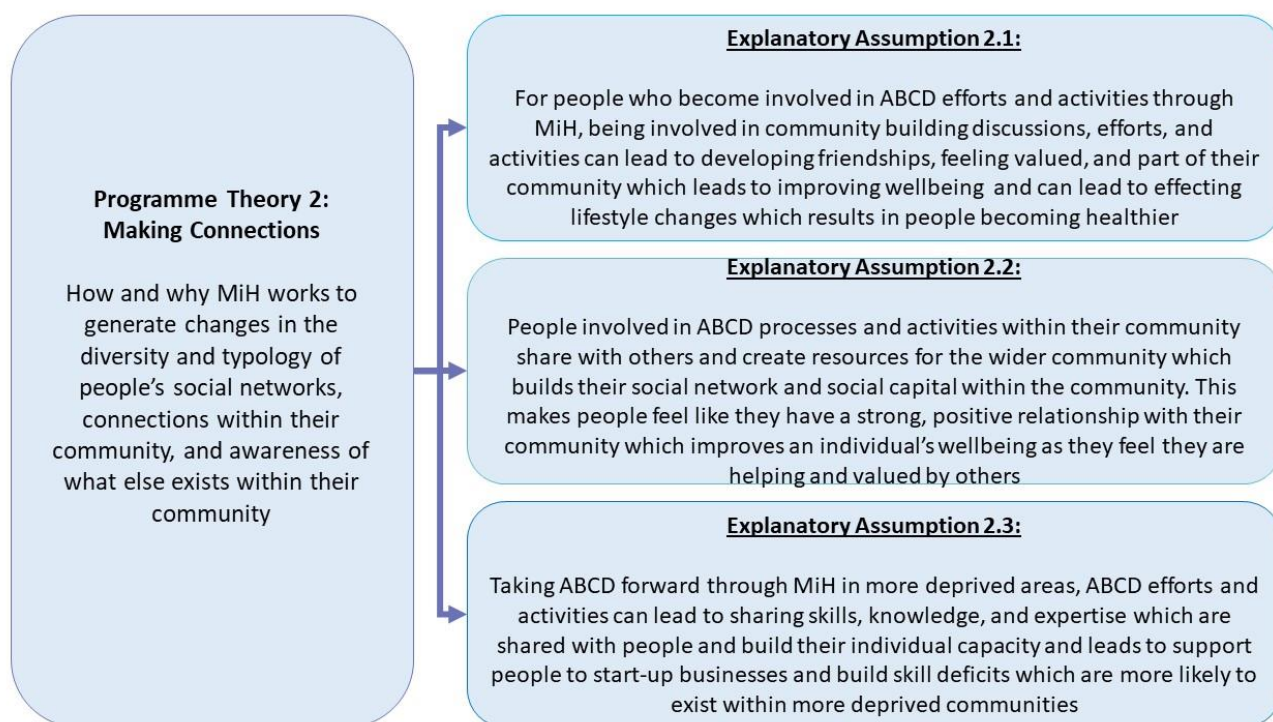 Programme Theory 2:
Making Connections
How and why MiH works to
generate changes in the
diversity and typology of
people's social networks,
connections within their
community, and awareness of
what else exists within their
community
Explanatory Assumption 2.1:
For people who become involved in ABCD efforts and activities through
MiH, being involved in community building discussions, efforts, and
activities can lead to developing friendships, feeling valued, and part of their
community which leads to improving wellbeing and can lead to effecting
lifestyle changes which results in people becoming healthier
Explanatory Assumption 2.2:
People involved in ABCD processes and activities within their community
share with others and create resources for the wider community which
builds their social network and social capital within the community. This
makes people feel like they have a strong, positive relationship with their
community which improves an individual's wellbeing as they feel they are
helping and valued by others
Explanatory Assumption 2.3:
Taking ABCD forward through MiH in more deprived areas, ABCD efforts and
activities can lead to sharing skills, knowledge, and expertise which are
shared with people and build their individual capacity and leads to support
people to start-up businesses and build skill deficits which are more likely to
exist within more deprived communities